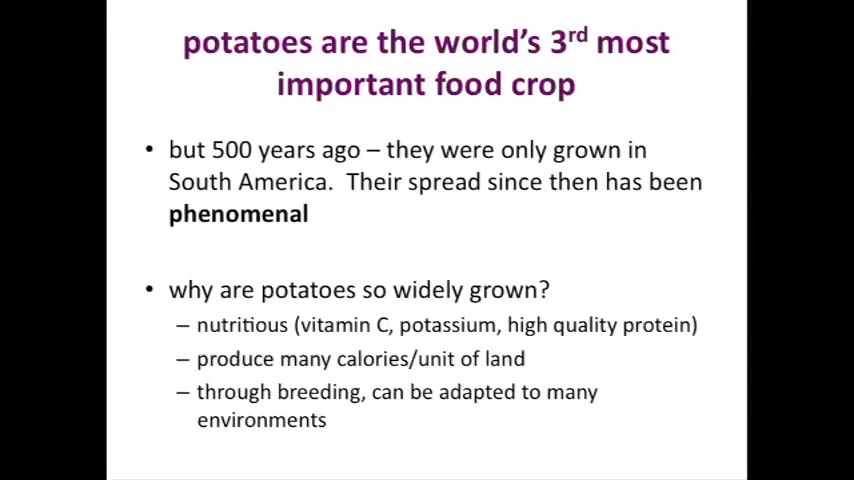 potatoes are the world's 3rd most
important food crop
• but 500 years ago – they were only grown in
South America. Their spread since then has been
phenomenal
• why are potatoes so widely grown?
– nutritious (vitamin C, potassium, high quality protein)
– produce many calories/unit of land
– through breeding, can be adapted to many
environments